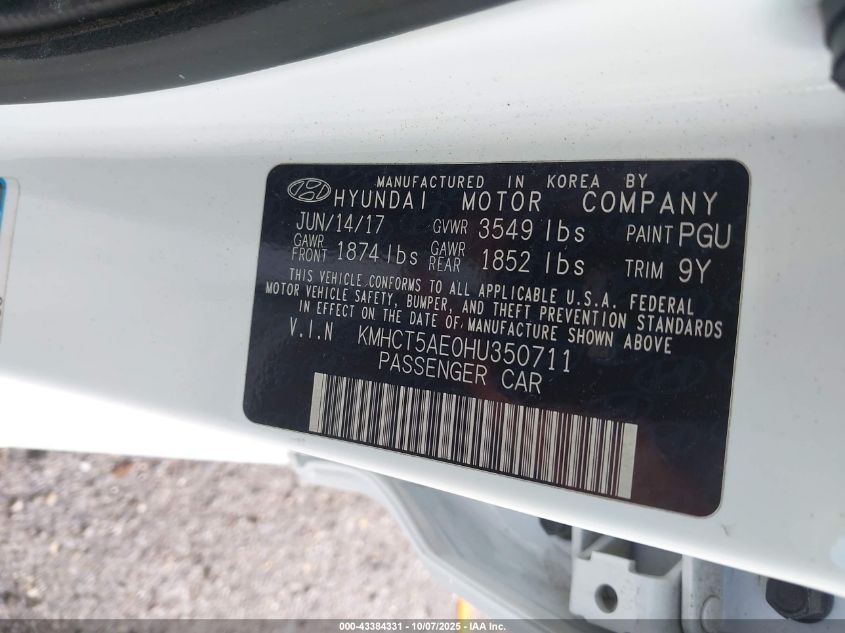 MANUFACTURED IN KOREA BY
HYUNDAI MOTOR COMPANY
JUN/14/17 GVWR 3549 lbs PAINT PGU
GAWR FRONT 1874 lbs GAWR REAR 1852 lbs TRIM 9Y
THIS VEHICLE CONFORMS TO ALL APPLICABLE U.S.A. FEDERAL
MOTOR VEHICLE SAFETY, BUMPER, AND THEFT PREVENTION STANDARDS
IN EFFECT ON THE DATE OF MANUFACTURE SHOWN ABOVE
V.I.N KMHCT5AE0HU350711
PASSENGER CAR
000-43384331 - 10/07/2025 - IAA, Inc.